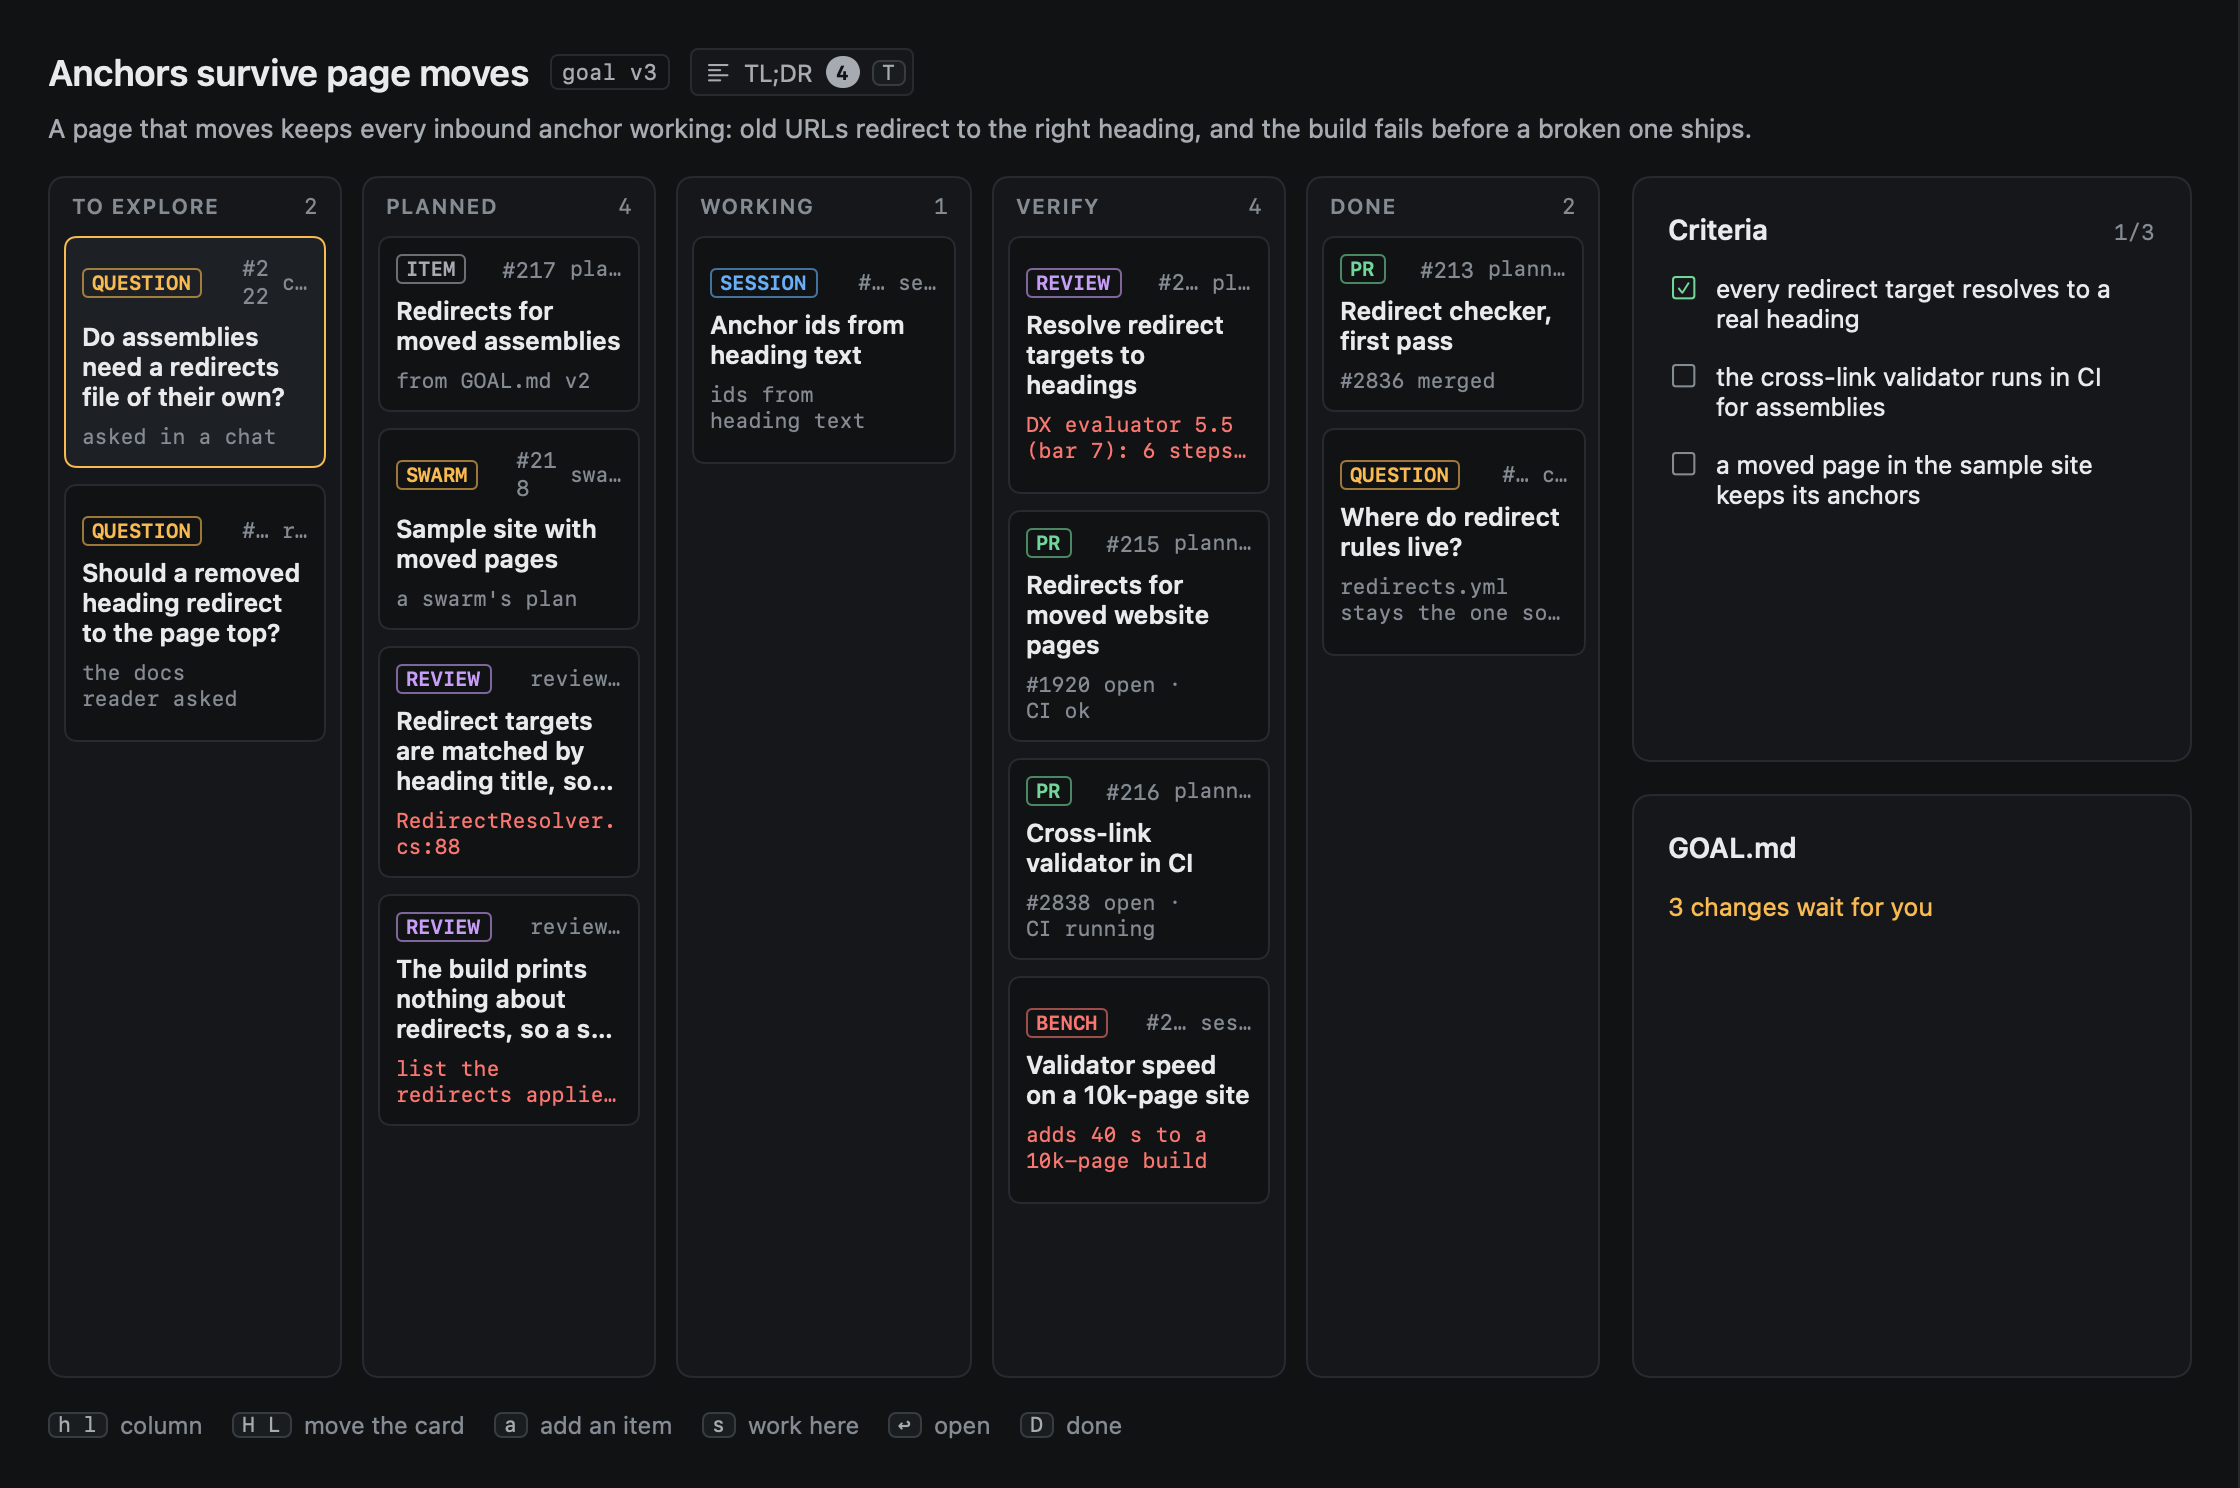 Anchors survive page moves goal v3 TL;DR 4 T
A page that moves keeps every inbound anchor working: old URLs redirect to the right heading, and the build fails before a broken one ships.
TO EXPLORE 2
QUESTION #2
22 c…
Do assemblies
need a redirects
file of their own?
asked in a chat
QUESTION #… r…
Should a removed
heading redirect
to the page top?
the docs
reader asked
PLANNED 4
ITEM #217 pla…
Redirects for
moved assemblies
from GOAL.md v2
SWARM #21
8 swa…
Sample site with
moved pages
a swarm's plan
REVIEW review…
Redirect targets
are matched by
heading title, so…
RedirectResolver.
cs:88
REVIEW review…
The build prints
nothing about
redirects, so a s…
list the
redirects applie…
WORKING 1
SESSION #… se…
Anchor ids from
heading text
ids from
heading text
VERIFY 4
REVIEW #2… pl…
Resolve redirect
targets to
headings
DX evaluator 5.5
(bar 7): 6 steps…
PR #215 plann…
Redirects for
moved website
pages
#1920 open ·
CI ok
PR #216 plann…
Cross-link
validator in CI
#2838 open ·
CI running
BENCH #2… ses…
Validator speed
on a 10k-page site
adds 40 s to a
10k-page build
DONE 2
PR #213 plann…
Redirect checker,
first pass
#2836 merged
QUESTION #… c…
Where do redirect
rules live?
redirects.yml
stays the one so…
Criteria 1/3
every redirect target resolves to a
real heading
the cross-link validator runs in CI
for assemblies
a moved page in the sample site
keeps its anchors
GOAL.md
3 changes wait for you
h l column H L move the card a add an item s work here ↩ open D done